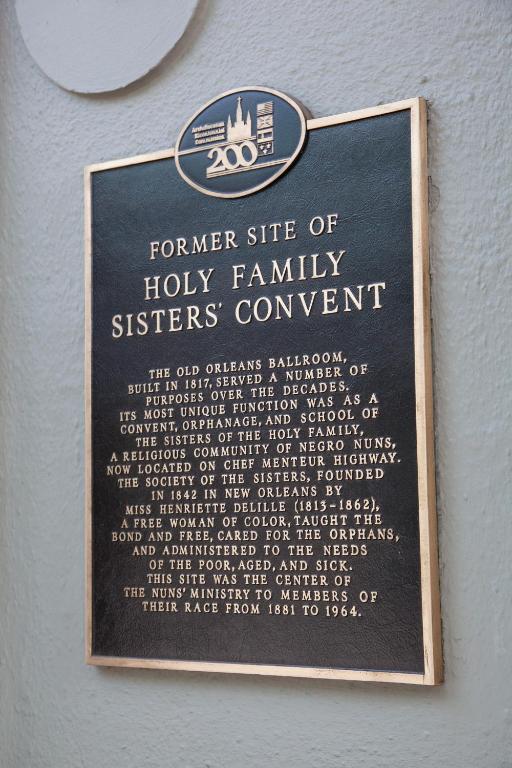 Archdiocesan
Bicentennial
Commission
200
FORMER SITE OF
HOLY FAMILY
SISTERS' CONVENT
THE OLD ORLEANS BALLROOM,
BUILT IN 1817, SERVED A NUMBER OF
PURPOSES OVER THE DECADES.
ITS MOST UNIQUE FUNCTION WAS AS A
CONVENT, ORPHANAGE, AND SCHOOL OF
THE SISTERS OF THE HOLY FAMILY,
A RELIGIOUS COMMUNITY OF NEGRO NUNS,
NOW LOCATED ON CHEF MENTEUR HIGHWAY.
THE SOCIETY OF THE SISTERS, FOUNDED
IN 1842 IN NEW ORLEANS BY
MISS HENRIETTE DELILLE (1813-1862),
A FREE WOMAN OF COLOR, TAUGHT THE
BOND AND FREE, CARED FOR THE ORPHANS,
AND ADMINISTERED TO THE NEEDS
OF THE POOR, AGED, AND SICK.
THIS SITE WAS THE CENTER OF
THE NUNS' MINISTRY TO MEMBERS OF
THEIR RACE FROM 1881 TO 1964.